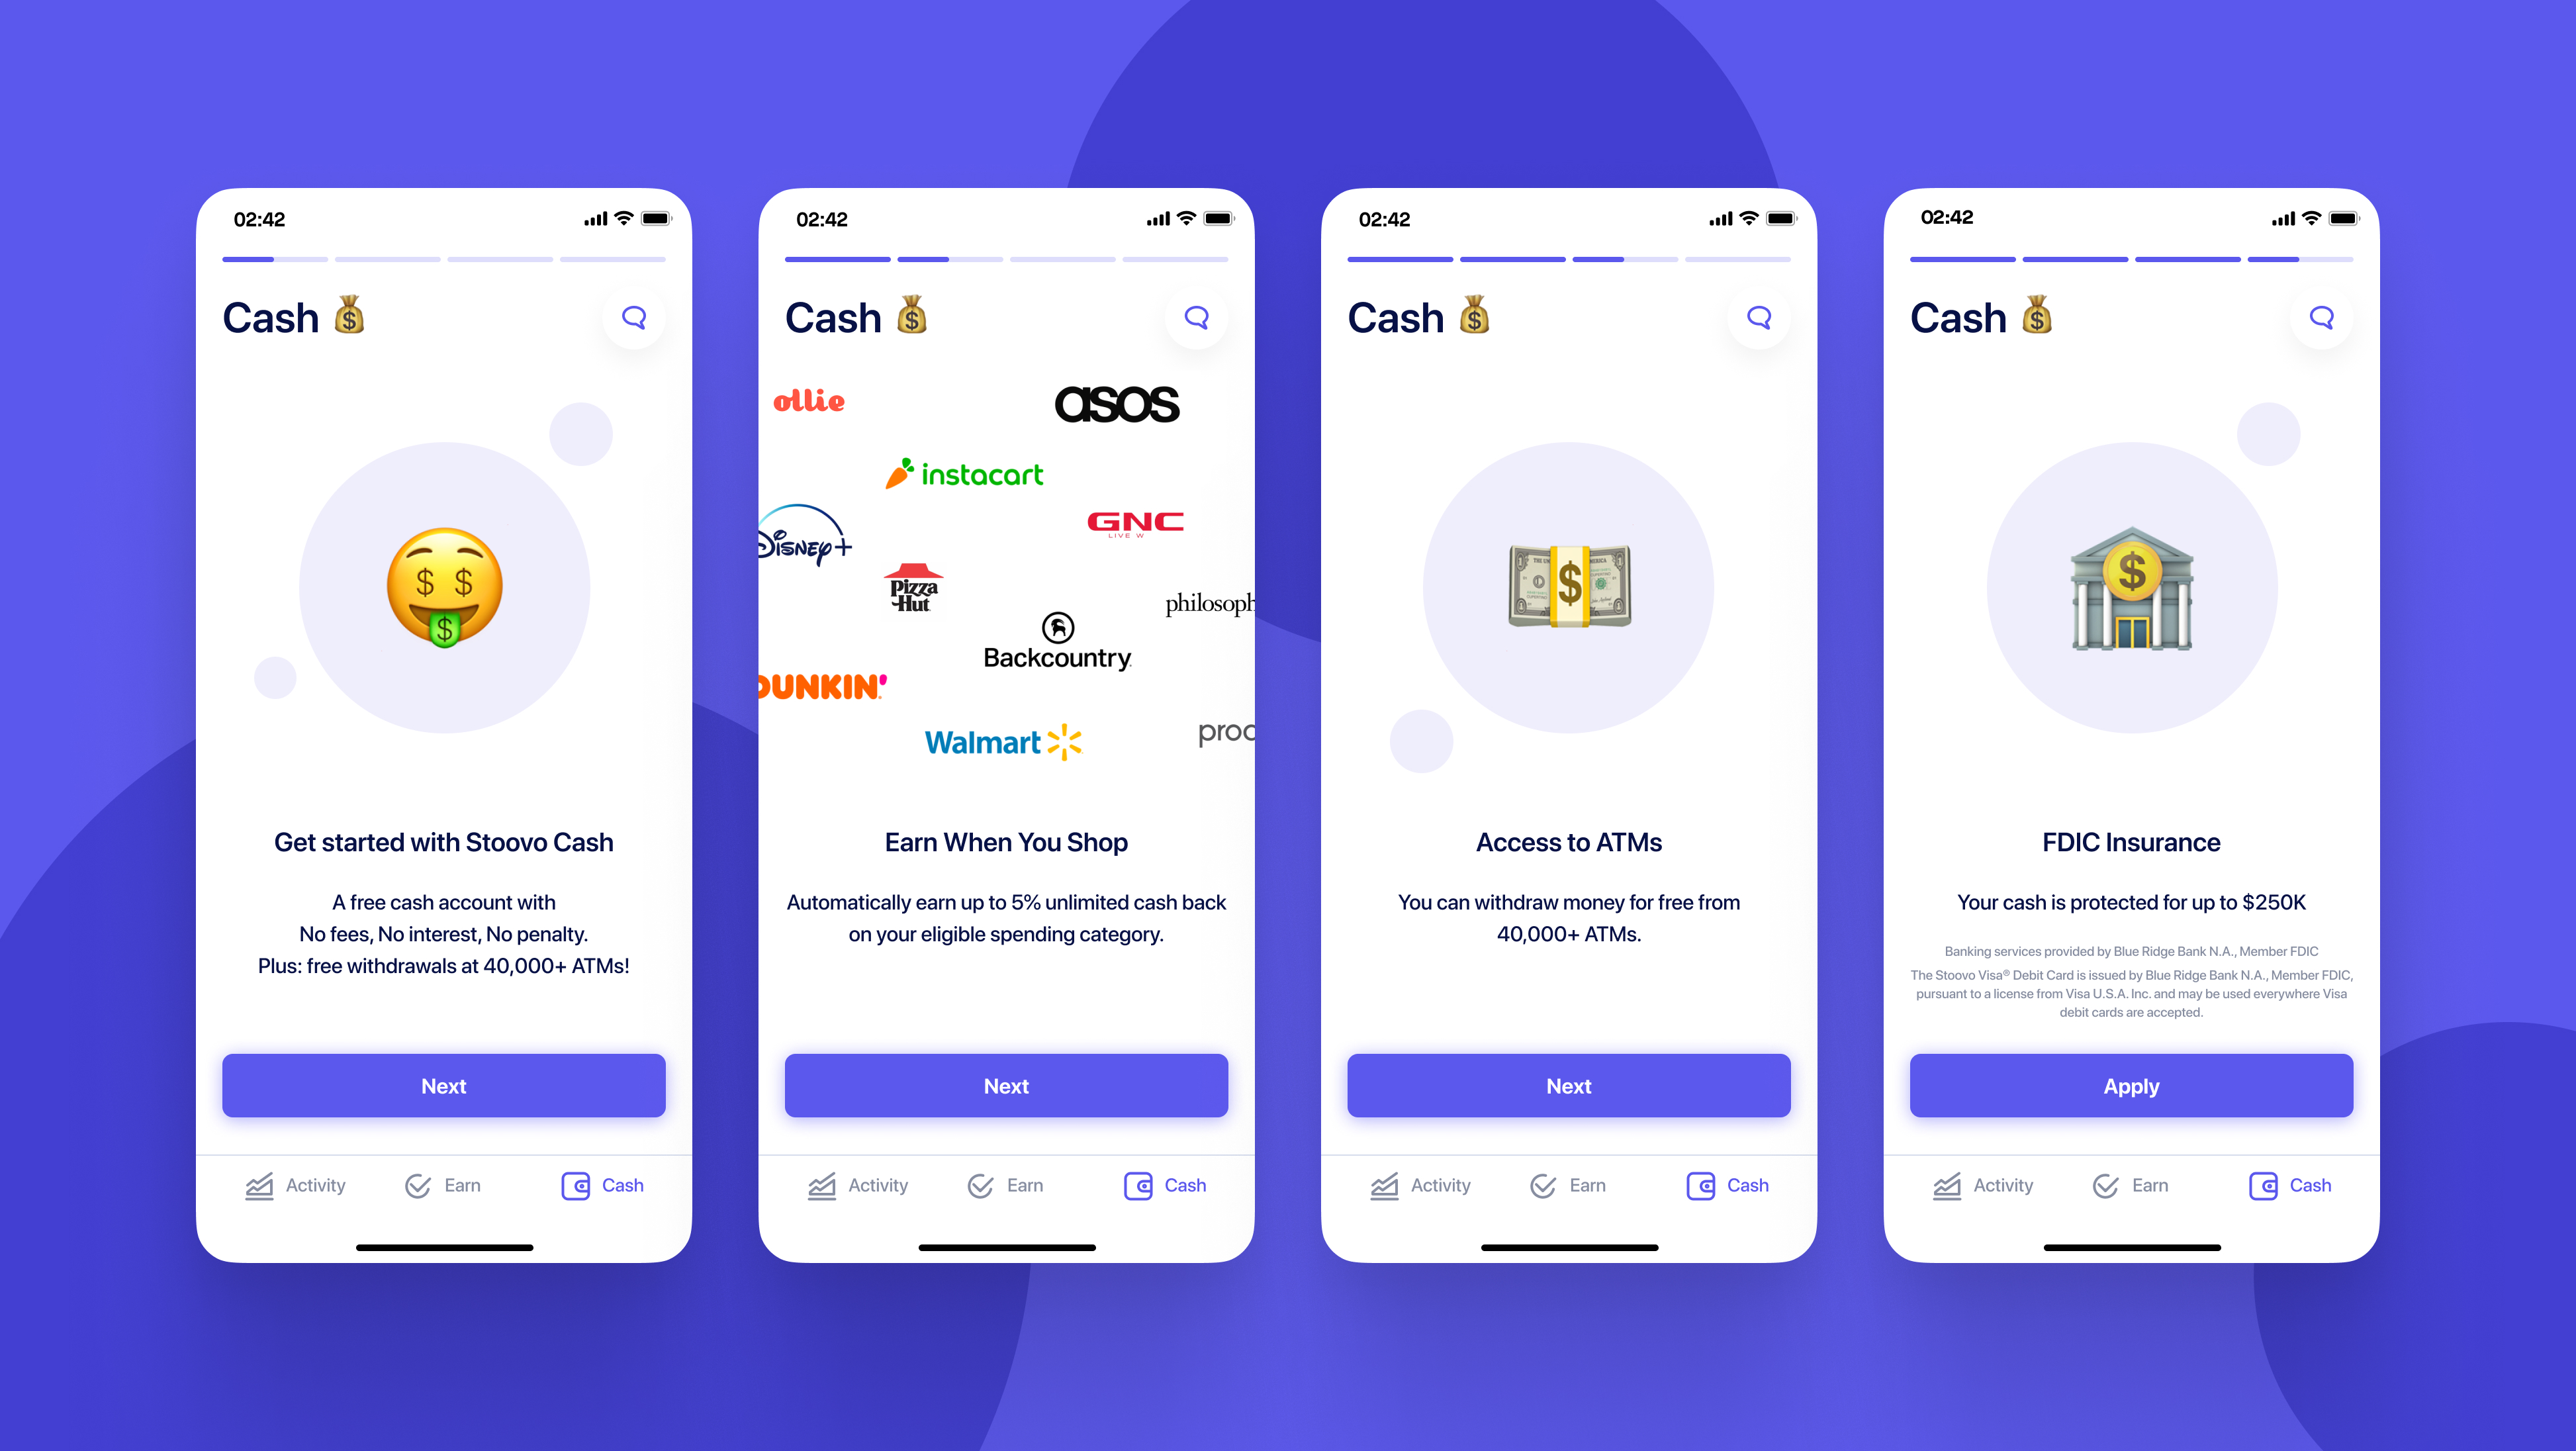 02:42
Cash
ollie
asos
instacart
Disney+
GNC
LIVE W
Pizza
Hut
philosoph
Backcountry
DUNKIN'
Walmart
proc
Get started with Stoovo Cash
A free cash account with
No fees, No interest, No penalty.
Plus: free withdrawals at 40,000+ ATMs!
Next
Activity
Earn
Cash
02:42
Cash
Earn When You Shop
Automatically earn up to 5% unlimited cash back
on your eligible spending category.
Next
Activity
Earn
Cash
02:42
Cash
Access to ATMs
You can withdraw money for free from
40,000+ ATMs.
Next
Activity
Earn
Cash
02:42
Cash
FDIC Insurance
Your cash is protected for up to $250K
Banking services provided by Blue Ridge Bank N.A., Member FDIC
The Stoovo Visa® Debit Card is issued by Blue Ridge Bank N.A., Member FDIC,
pursuant to a license from Visa U.S.A. Inc. and may be used everywhere Visa
debit cards are accepted.
Apply
Activity
Earn
Cash